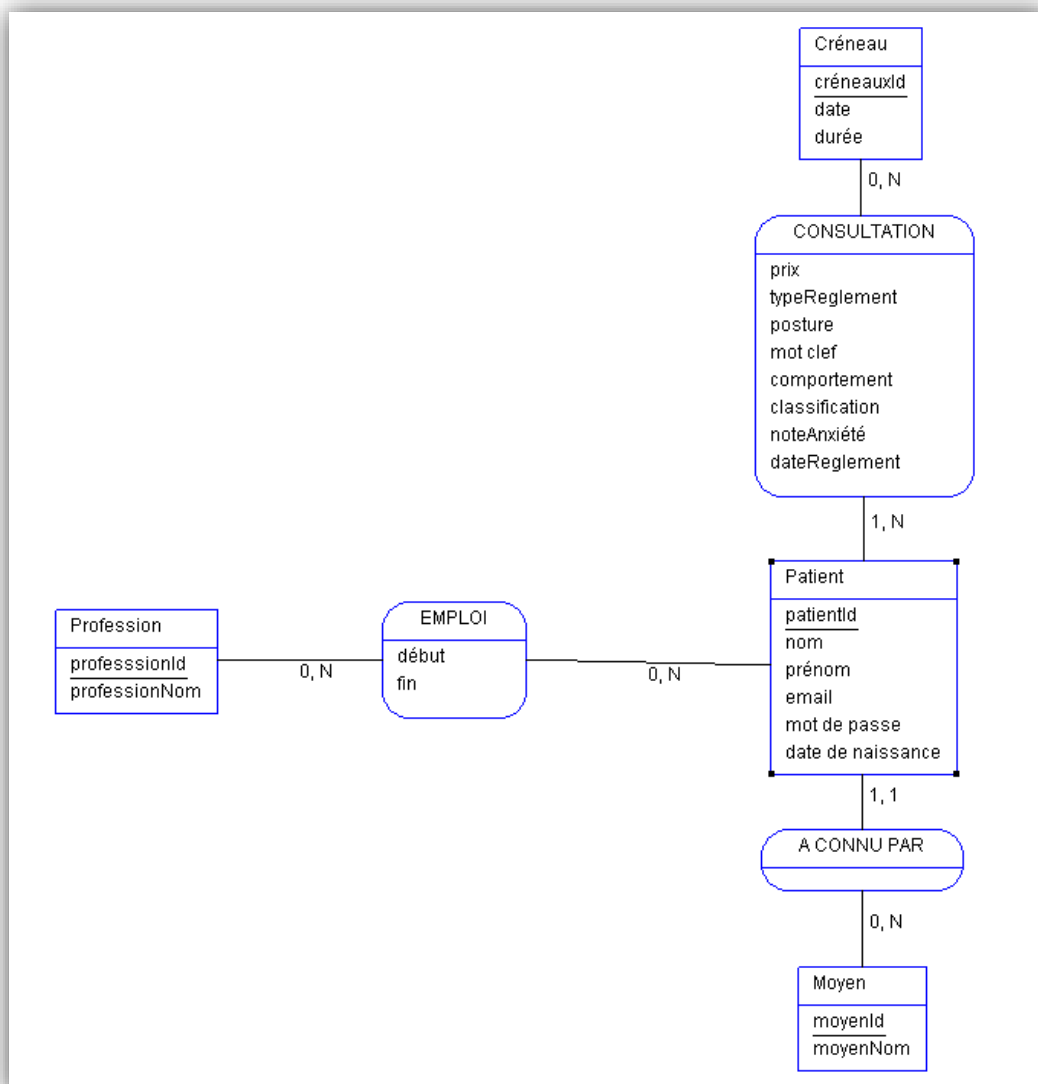 Créneau
créneauxId
date
durée
0, N
CONSULTATION
prix
typeReglement
posture
mot clef
comportement
classification
noteAnxiété
dateReglement
1, N
Profession
professsionId
professionNom
0, N
EMPLOI
début
fin
0, N
Patient
patientId
nom
prénom
email
mot de passe
date de naissance
1, 1
A CONNU PAR
0, N
Moyen
moyenId
moyenNom